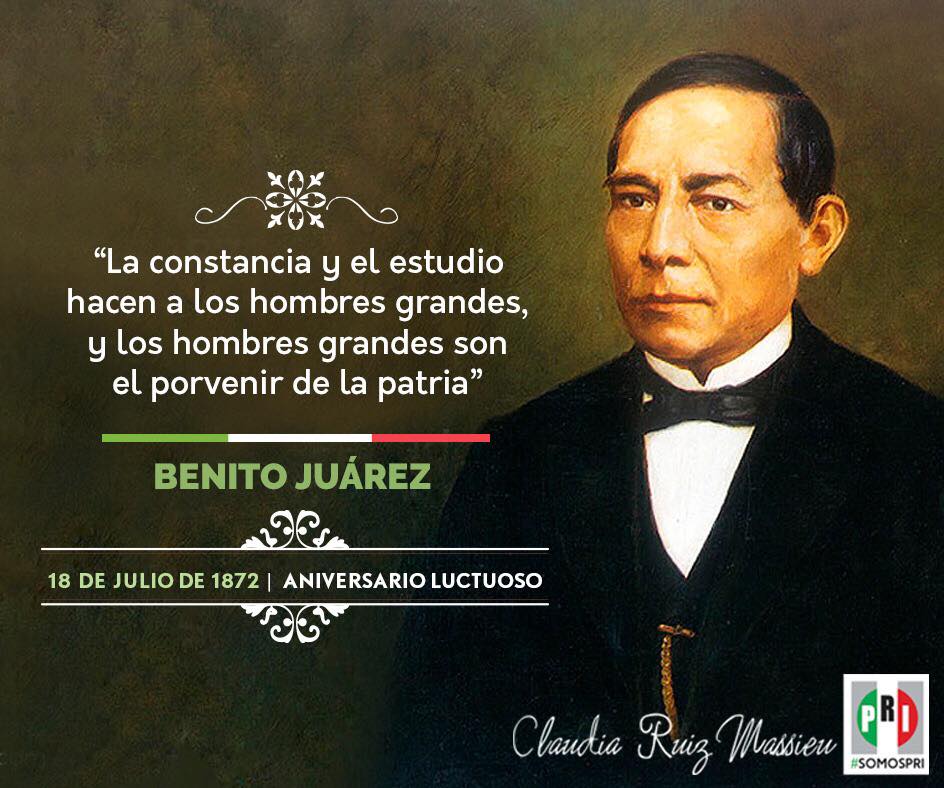 “La constancia y el estudio
hacen a los hombres grandes,
y los hombres grandes son
el porvenir de la patria”
BENITO JUÁREZ
18 DE JULIO DE 1872 | ANIVERSARIO LUCTUOSO
Claudia Ruiz Massieu
PRI
#SOMOSPRI